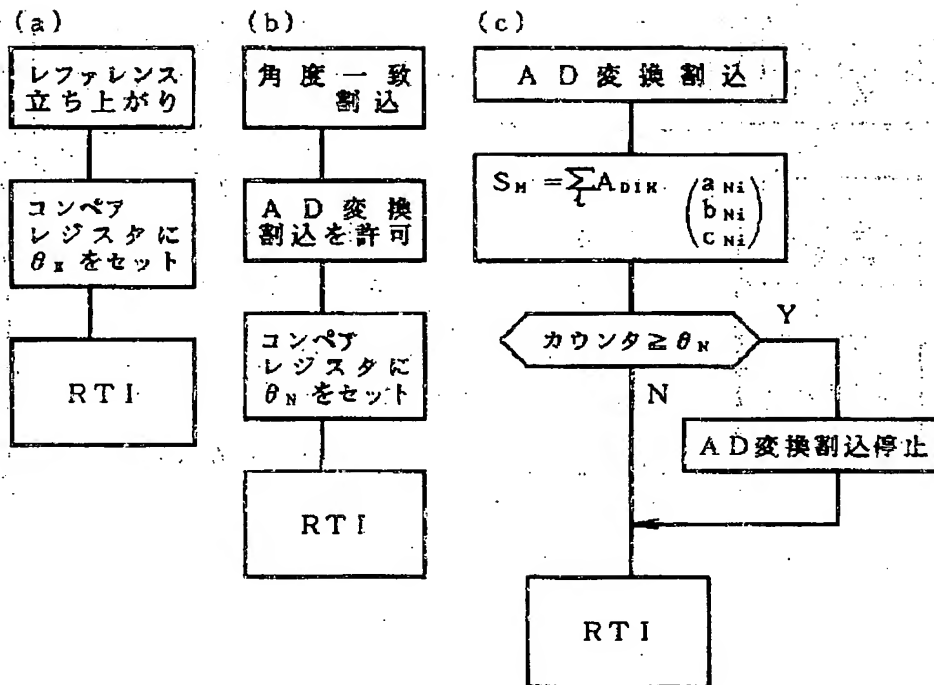 (a)
レファレンス
立ち上がり
コンペア
レジスタに
をセット
RTI
(b)
角度一致
割込
AD変換
割込を許可
コンペア
レジスタに
θNをセット
RTI
(c)
AD変換割込
SM = ∑i ADIK (aNi
bNi
cNi)
カウンタ≧θN
Y
N
AD変換割込停止
RTI